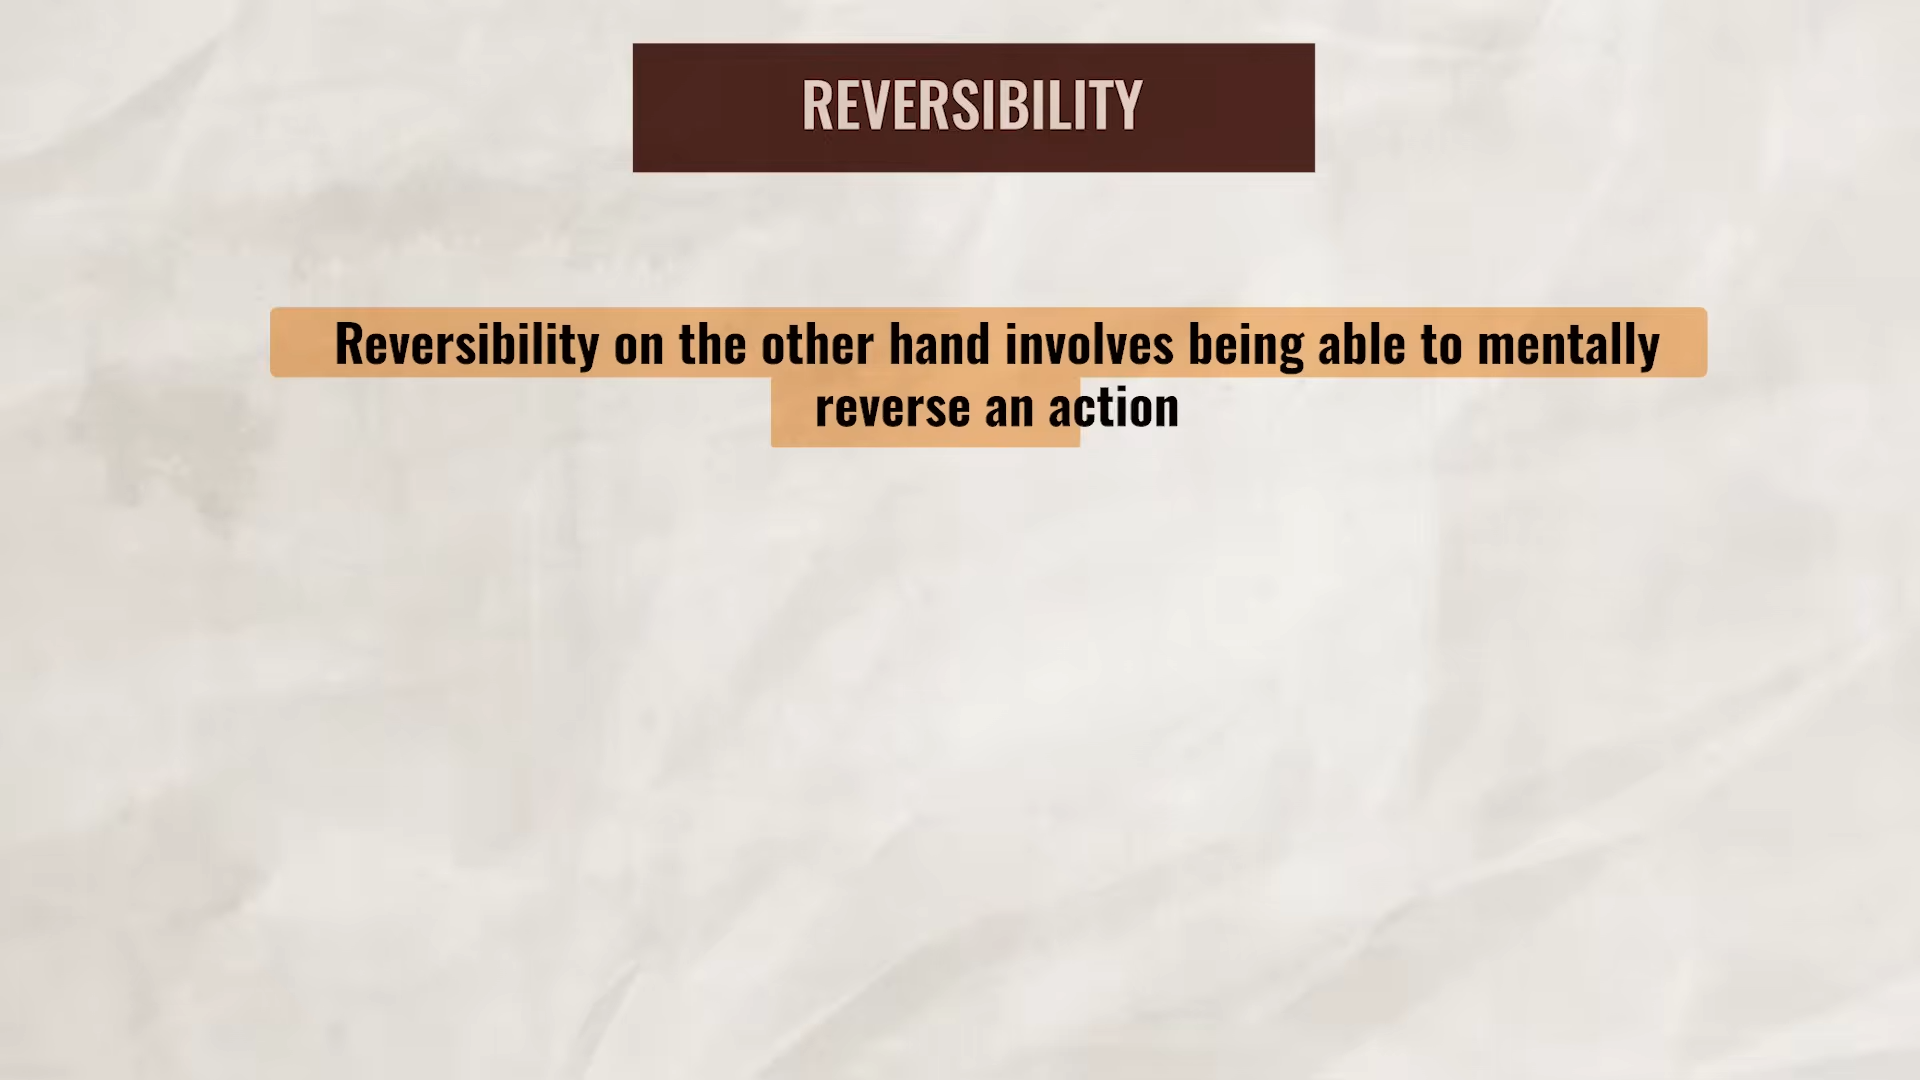 REVERSIBILITY
Reversibility on the other hand involves being able to mentally
reverse an action